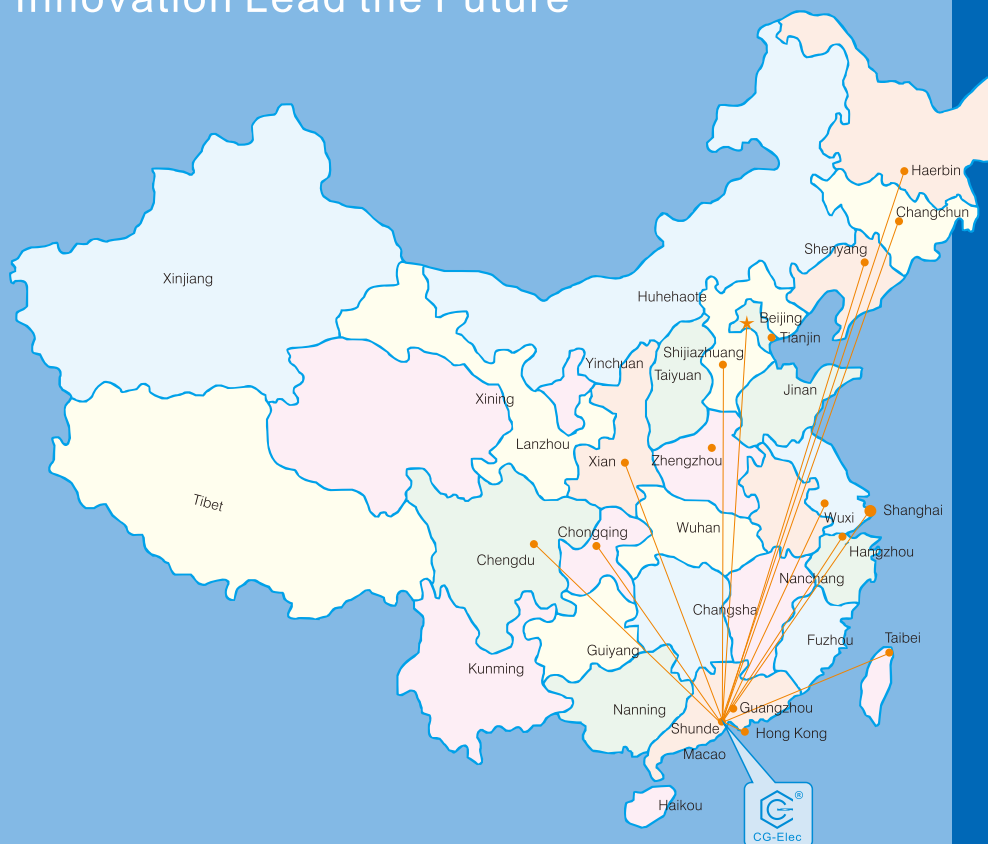 Innovation Lead the Future
Haerbin
Changchun
Shenyang
Xinjiang
Huhehaote
Beijing
Tianjin
Shijiazhuang
Yinchuan
Taiyuan
Jinan
Xining
Lanzhou
Xian
Zhengzhou
Tibet
Shanghai
Wuxi
Wuhan
Chongqing
Hangzhou
Chengdu
Nanchang
Changsha
Fuzhou
Taibei
Guiyang
Kunming
Nanning
Guangzhou
Shunde
Hong Kong
Macao
Haikou
®
CG-Elec